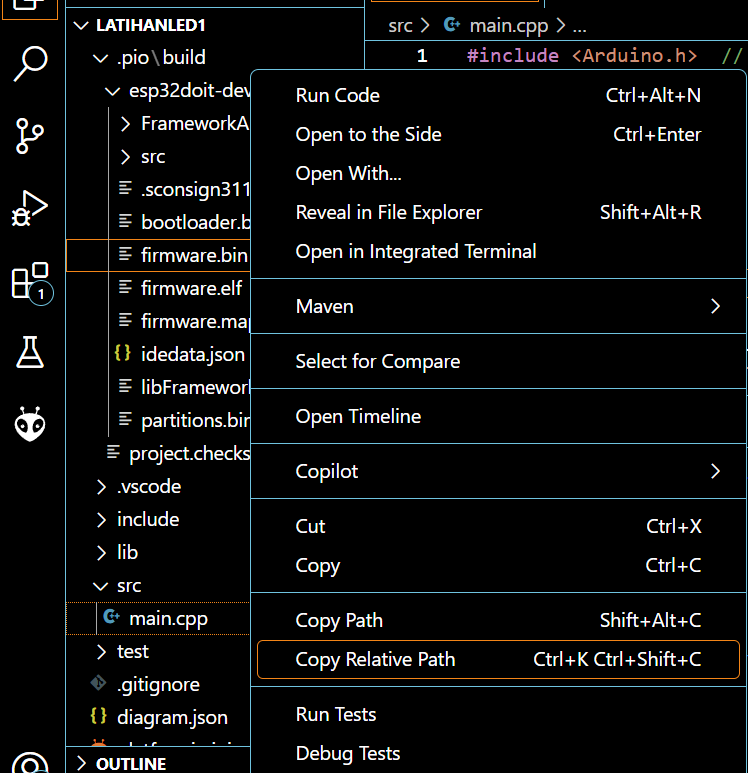 LATIHANLED1
src > main.cpp > ...
.pio\build
1 #include <Arduino.h> //
esp32doit-dev
FrameworkA
src
.sconsign311
bootloader.b
firmware.bin
firmware.elf
firmware.map
idedata.json
libFramewor
partitions.bin
project.checks
.vscode
include
lib
src
main.cpp
test
.gitignore
diagram.json
OUTLINE
1
Run Code Ctrl+Alt+N
Open to the Side Ctrl+Enter
Open With...
Reveal in File Explorer Shift+Alt+R
Open in Integrated Terminal
Maven
Select for Compare
Open Timeline
Copilot
Cut Ctrl+X
Copy Ctrl+C
Copy Path Shift+Alt+C
Copy Relative Path Ctrl+K Ctrl+Shift+C
Run Tests
Debug Tests